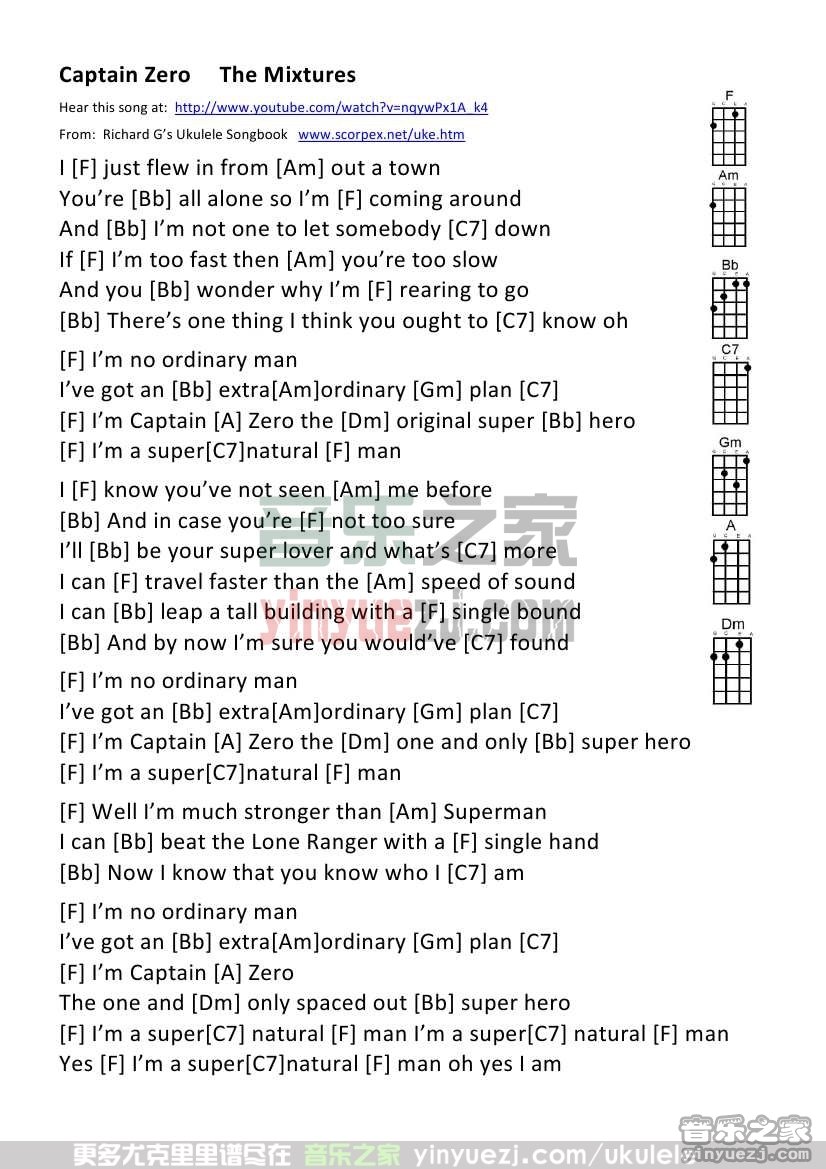 Captain Zero The Mixtures
Hear this song at: http://www.youtube.com/watch?v=nqywPx1A_k4
From: Richard G's Ukulele Songbook www.scorpex.net/uke.htm
I [F] just flew in from [Am] out a town
You're [Bb] all alone so I'm [F] coming around
And [Bb] I'm not one to let somebody [C7] down
If [F] I'm too fast then [Am] you're too slow
And you [Bb] wonder why I'm [F] rearing to go
[Bb] There's one thing I think you ought to [C7] know oh
[F] I'm no ordinary man
I've got an [Bb] extra[Am]ordinary [Gm] plan [C7]
[F] I'm Captain [A] Zero the [Dm] original super [Bb] hero
[F] I'm a super[C7]natural [F] man
I [F] know you've not seen [Am] me before
[Bb] And in case you're [F] not too sure
I'll [Bb] be your super lover and what's [C7] more
I can [F] travel faster than the [Am] speed of sound
I can [Bb] leap a tall building with a [F] single bound
[Bb] And by now I'm sure you would've [C7] found
[F] I'm no ordinary man
I've got an [Bb] extra[Am]ordinary [Gm] plan [C7]
[F] I'm Captain [A] Zero the [Dm] one and only [Bb] super hero
[F] I'm a super[C7]natural [F] man
[F] Well I'm much stronger than [Am] Superman
I can [Bb] beat the Lone Ranger with a [F] single hand
[Bb] Now I know that you know who I [C7] am
[F] I'm no ordinary man
I've got an [Bb] extra[Am]ordinary [Gm] plan [C7]
[F] I'm Captain [A] Zero
The one and [Dm] only spaced out [Bb] super hero
[F] I'm a super[C7] natural [F] man I'm a super[C7] natural [F] man
Yes [F] I'm a super[C7]natural [F] man oh yes I am
F
G C E A
Am
G C E A
Bb
G C E A
C7
G C E A
Gm
G C E A
A
G C E A
Dm
G C E A
音乐之家
yinyuezj.com
更多尤克里里谱尽在 音乐之家 yinyuezj.com/ukulele
音乐之家
yinyuezj.com